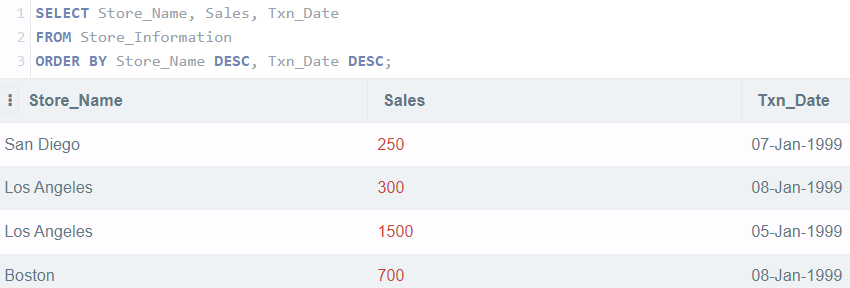 1 SELECT Store_Name, Sales, Txn_Date
2 FROM Store_Information
3 ORDER BY Store_Name DESC, Txn_Date DESC;
Store_Name Sales Txn_Date
San Diego 250 07-Jan-1999
Los Angeles 300 08-Jan-1999
Los Angeles 1500 05-Jan-1999
Boston 700 08-Jan-1999